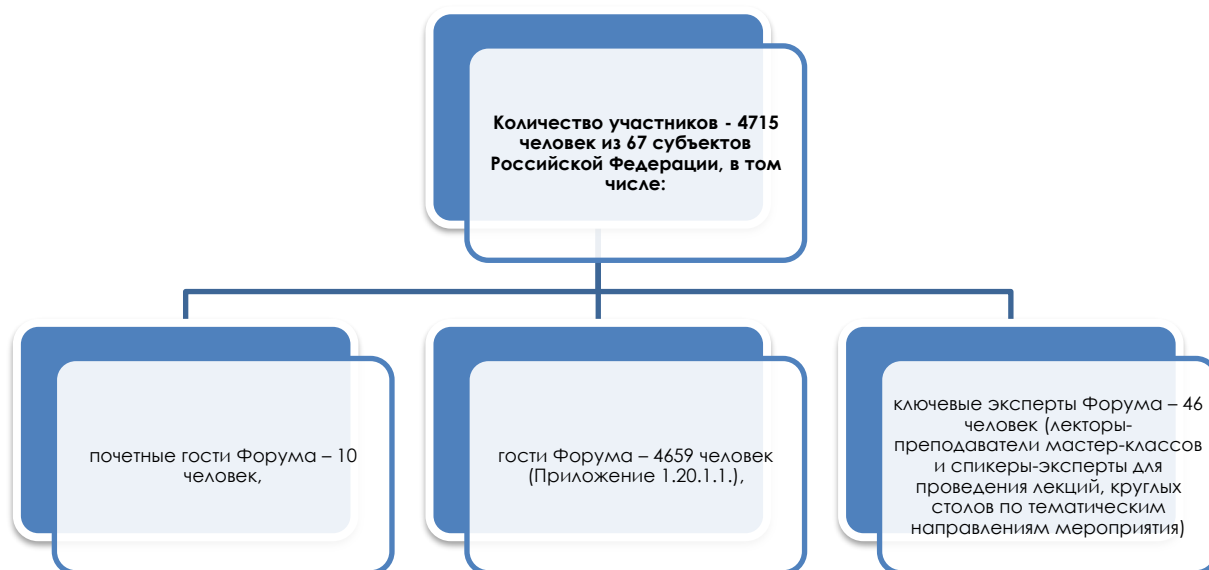 Количество участников - 4715
человек из 67 субъектов
Российской Федерации, в том
числе:
почетные гости Форума – 10
человек,
гости Форума – 4659 человек
(Приложение 1.20.1.1.),
ключевые эксперты Форума – 46
человек (лекторы-
преподаватели мастер-классов
и спикеры-эксперты для
проведения лекций, круглых
столов по тематическим
направлениям мероприятия)